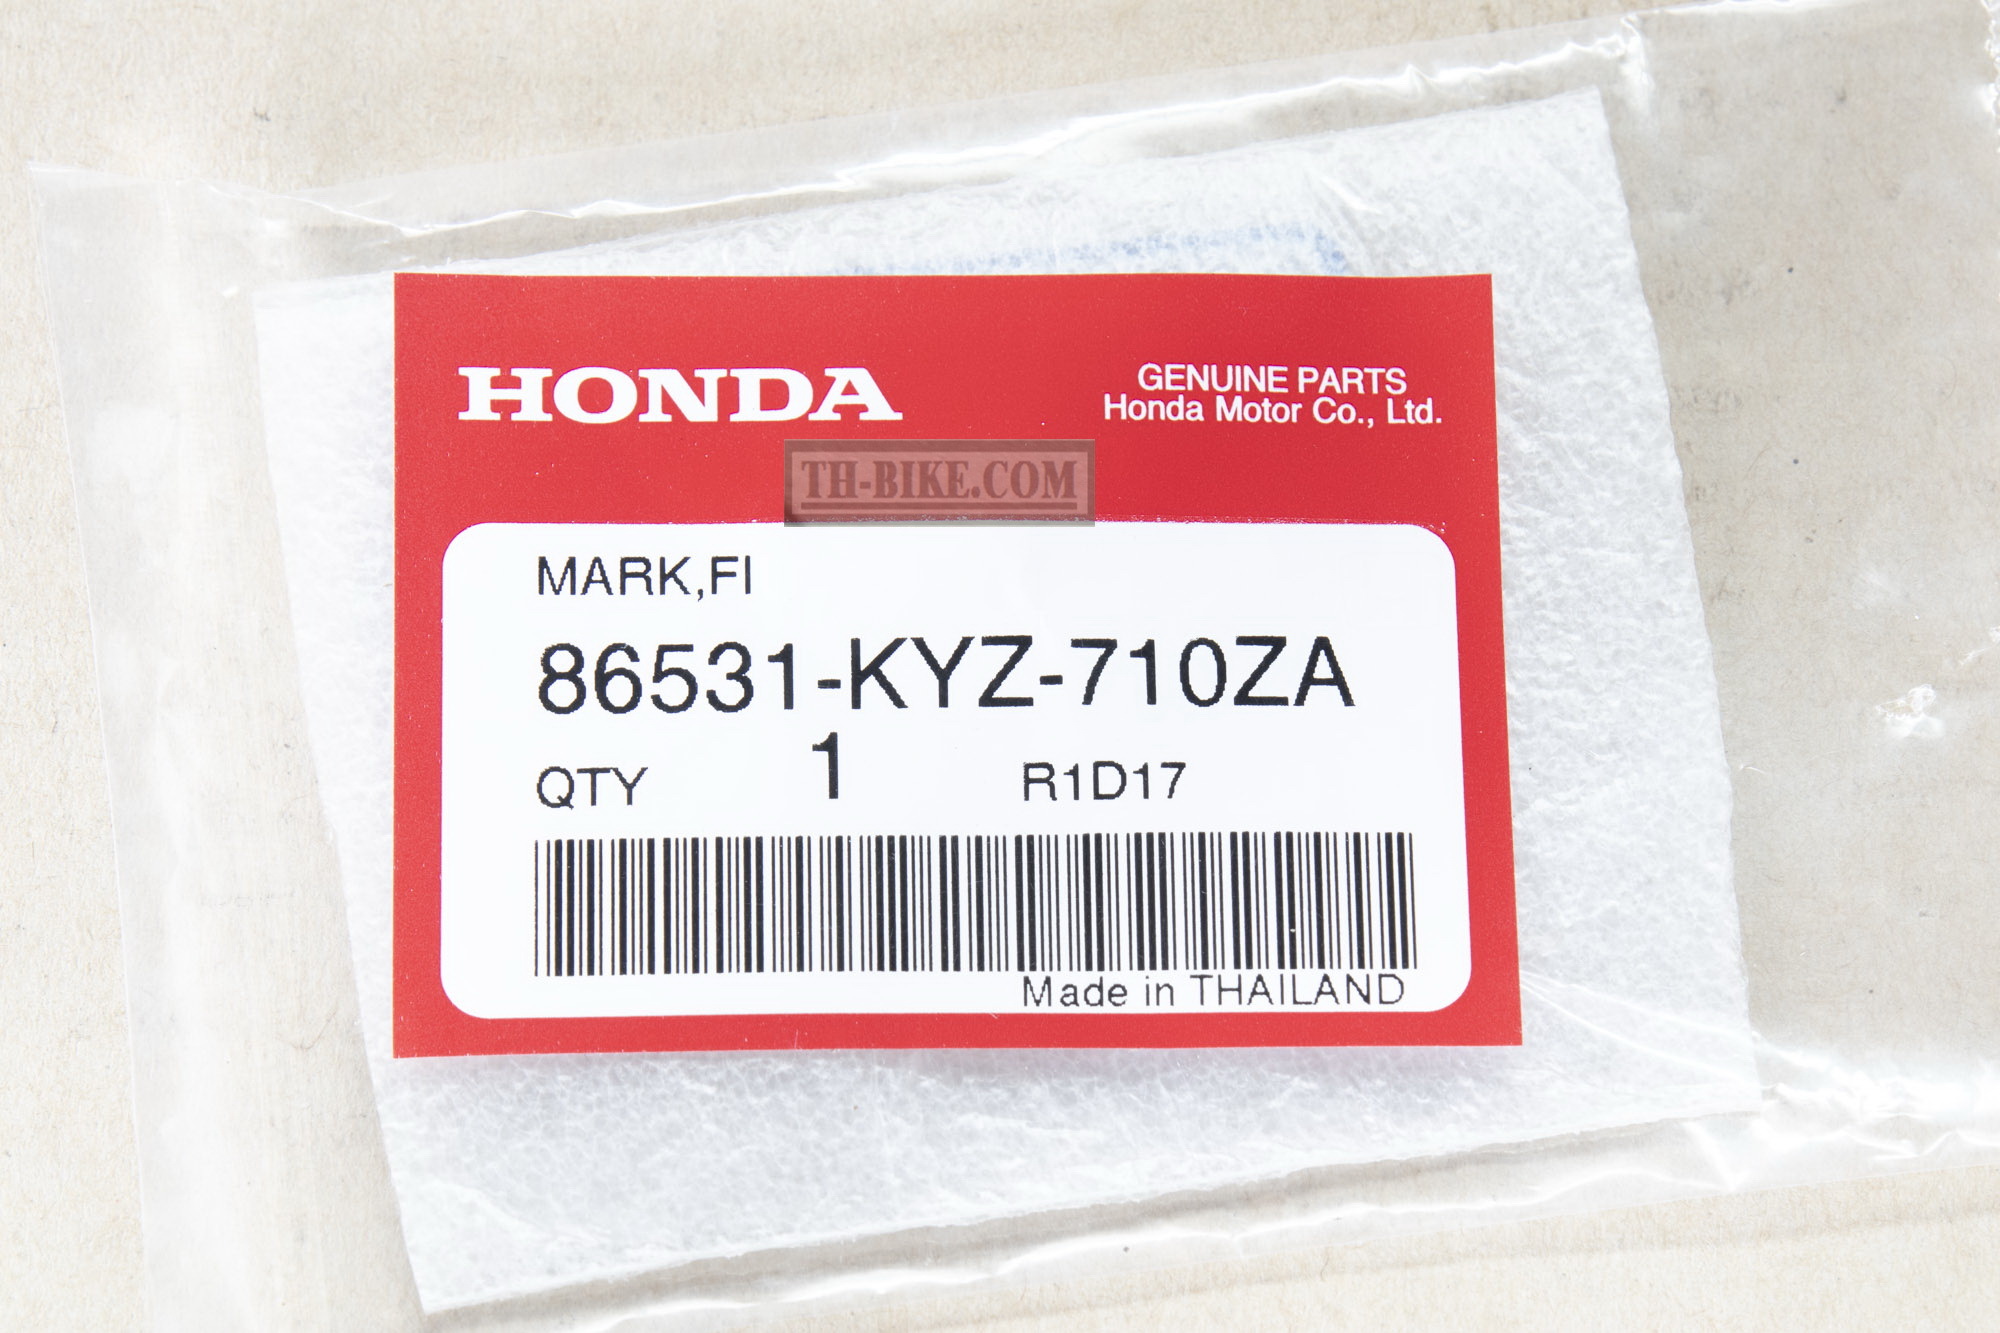 HONDA
GENUINE PARTS
Honda Motor Co., Ltd.
TH-BIKE.COM
MARK,FI
86531-KYZ-710ZA
QTY 1 R1D17
Made in THAILAND